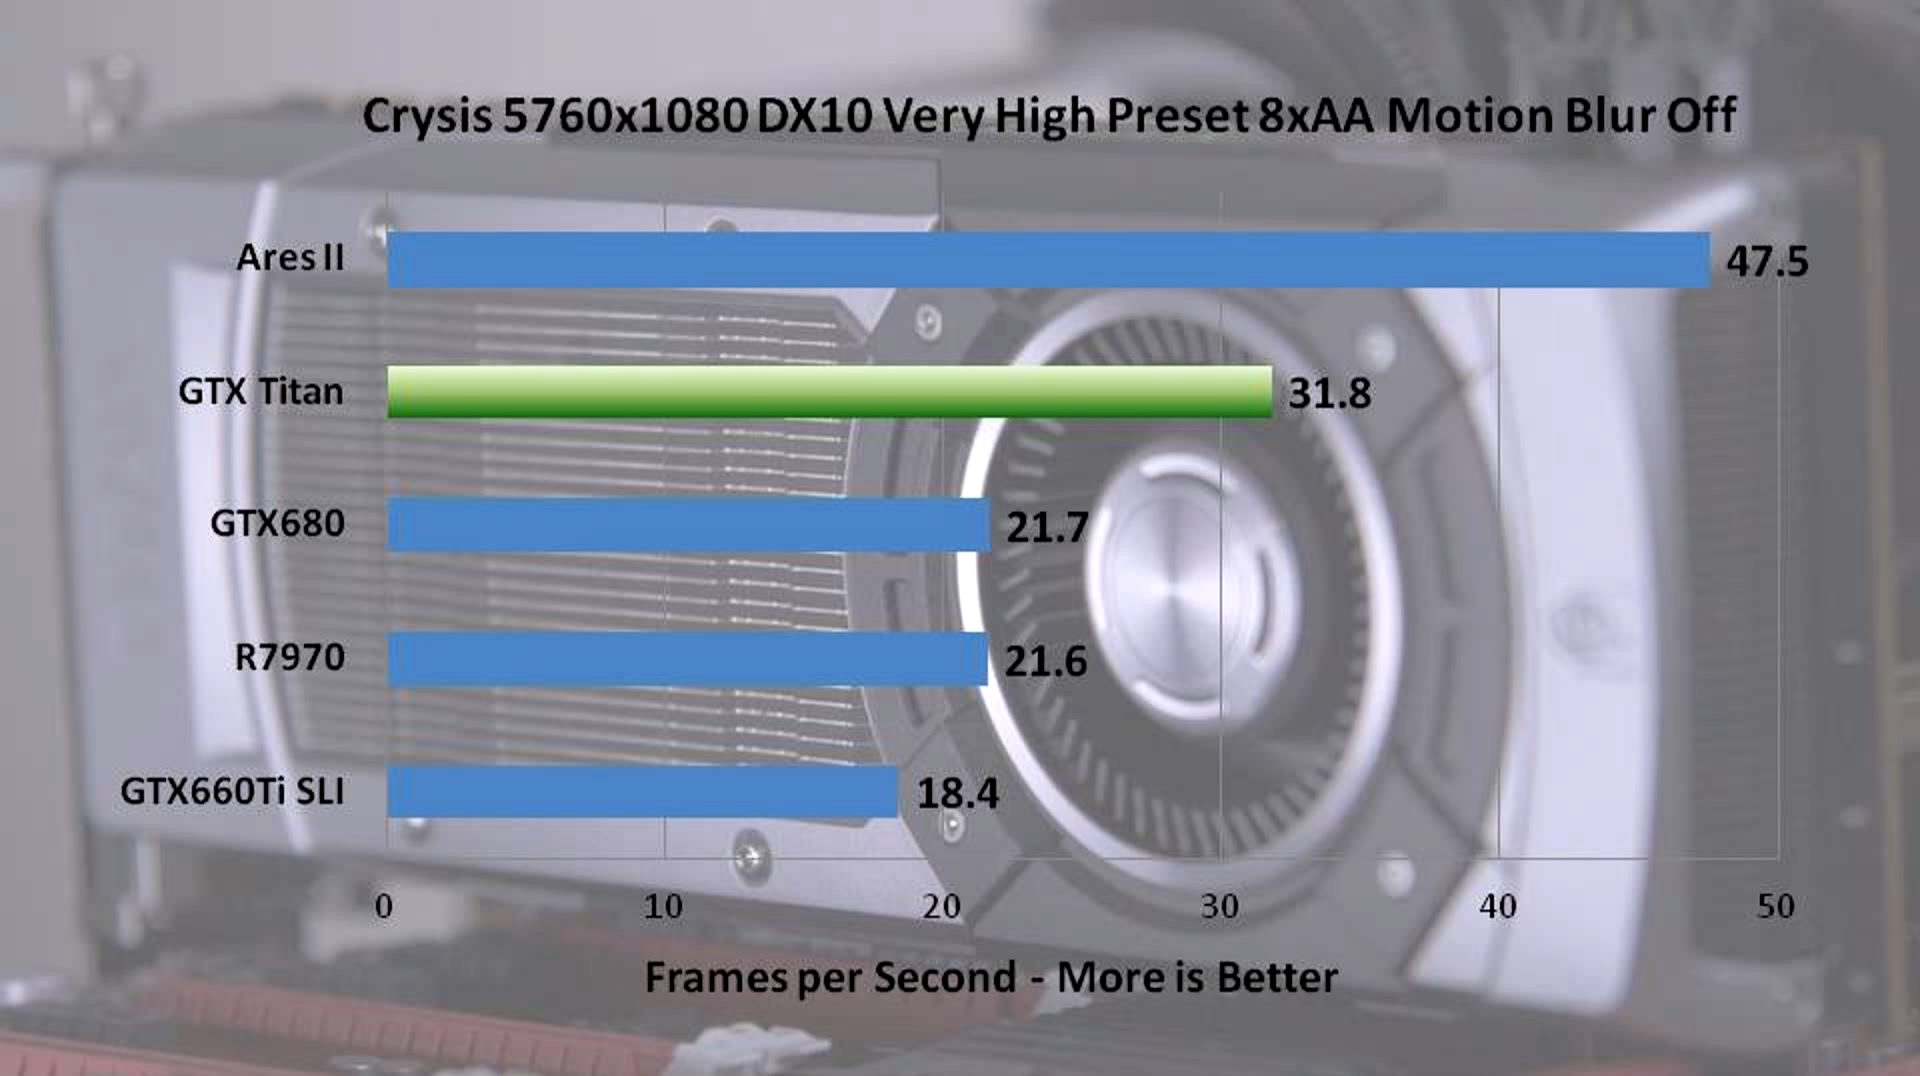 Crysis 5760x1080 DX10 Very High Preset 8xAA Motion Blur Off
Ares II 47.5
GTX Titan 31.8
GTX680 21.7
R7970 21.6
GTX660Ti SLI 18.4
0 10 20 30 40 50
Frames per Second - More is Better